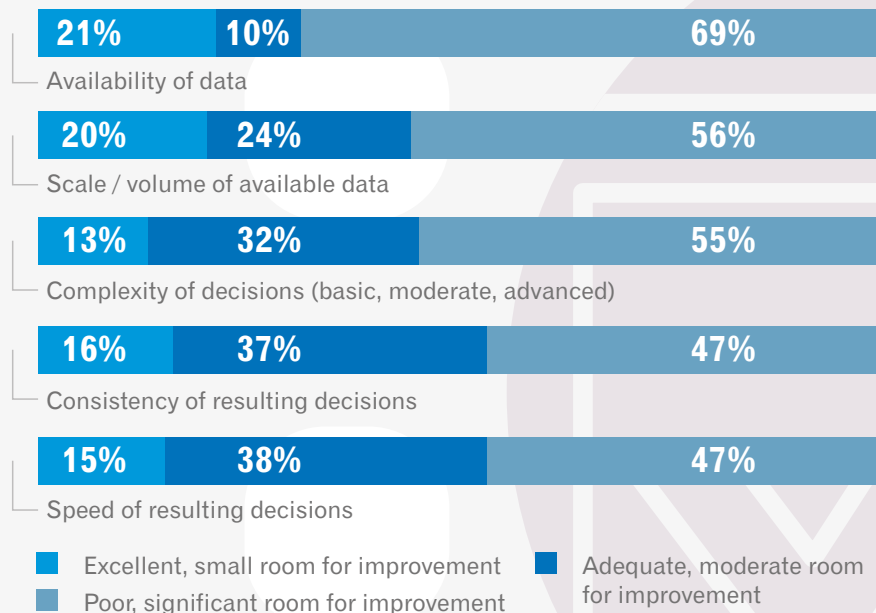 21% 10% 69%
Availability of data
20% 24% 56%
Scale / volume of available data
13% 32% 55%
Complexity of decisions (basic, moderate, advanced)
16% 37% 47%
Consistency of resulting decisions
15% 38% 47%
Speed of resulting decisions
Excellent, small room for improvement
Poor, significant room for improvement
Adequate, moderate room
for improvement